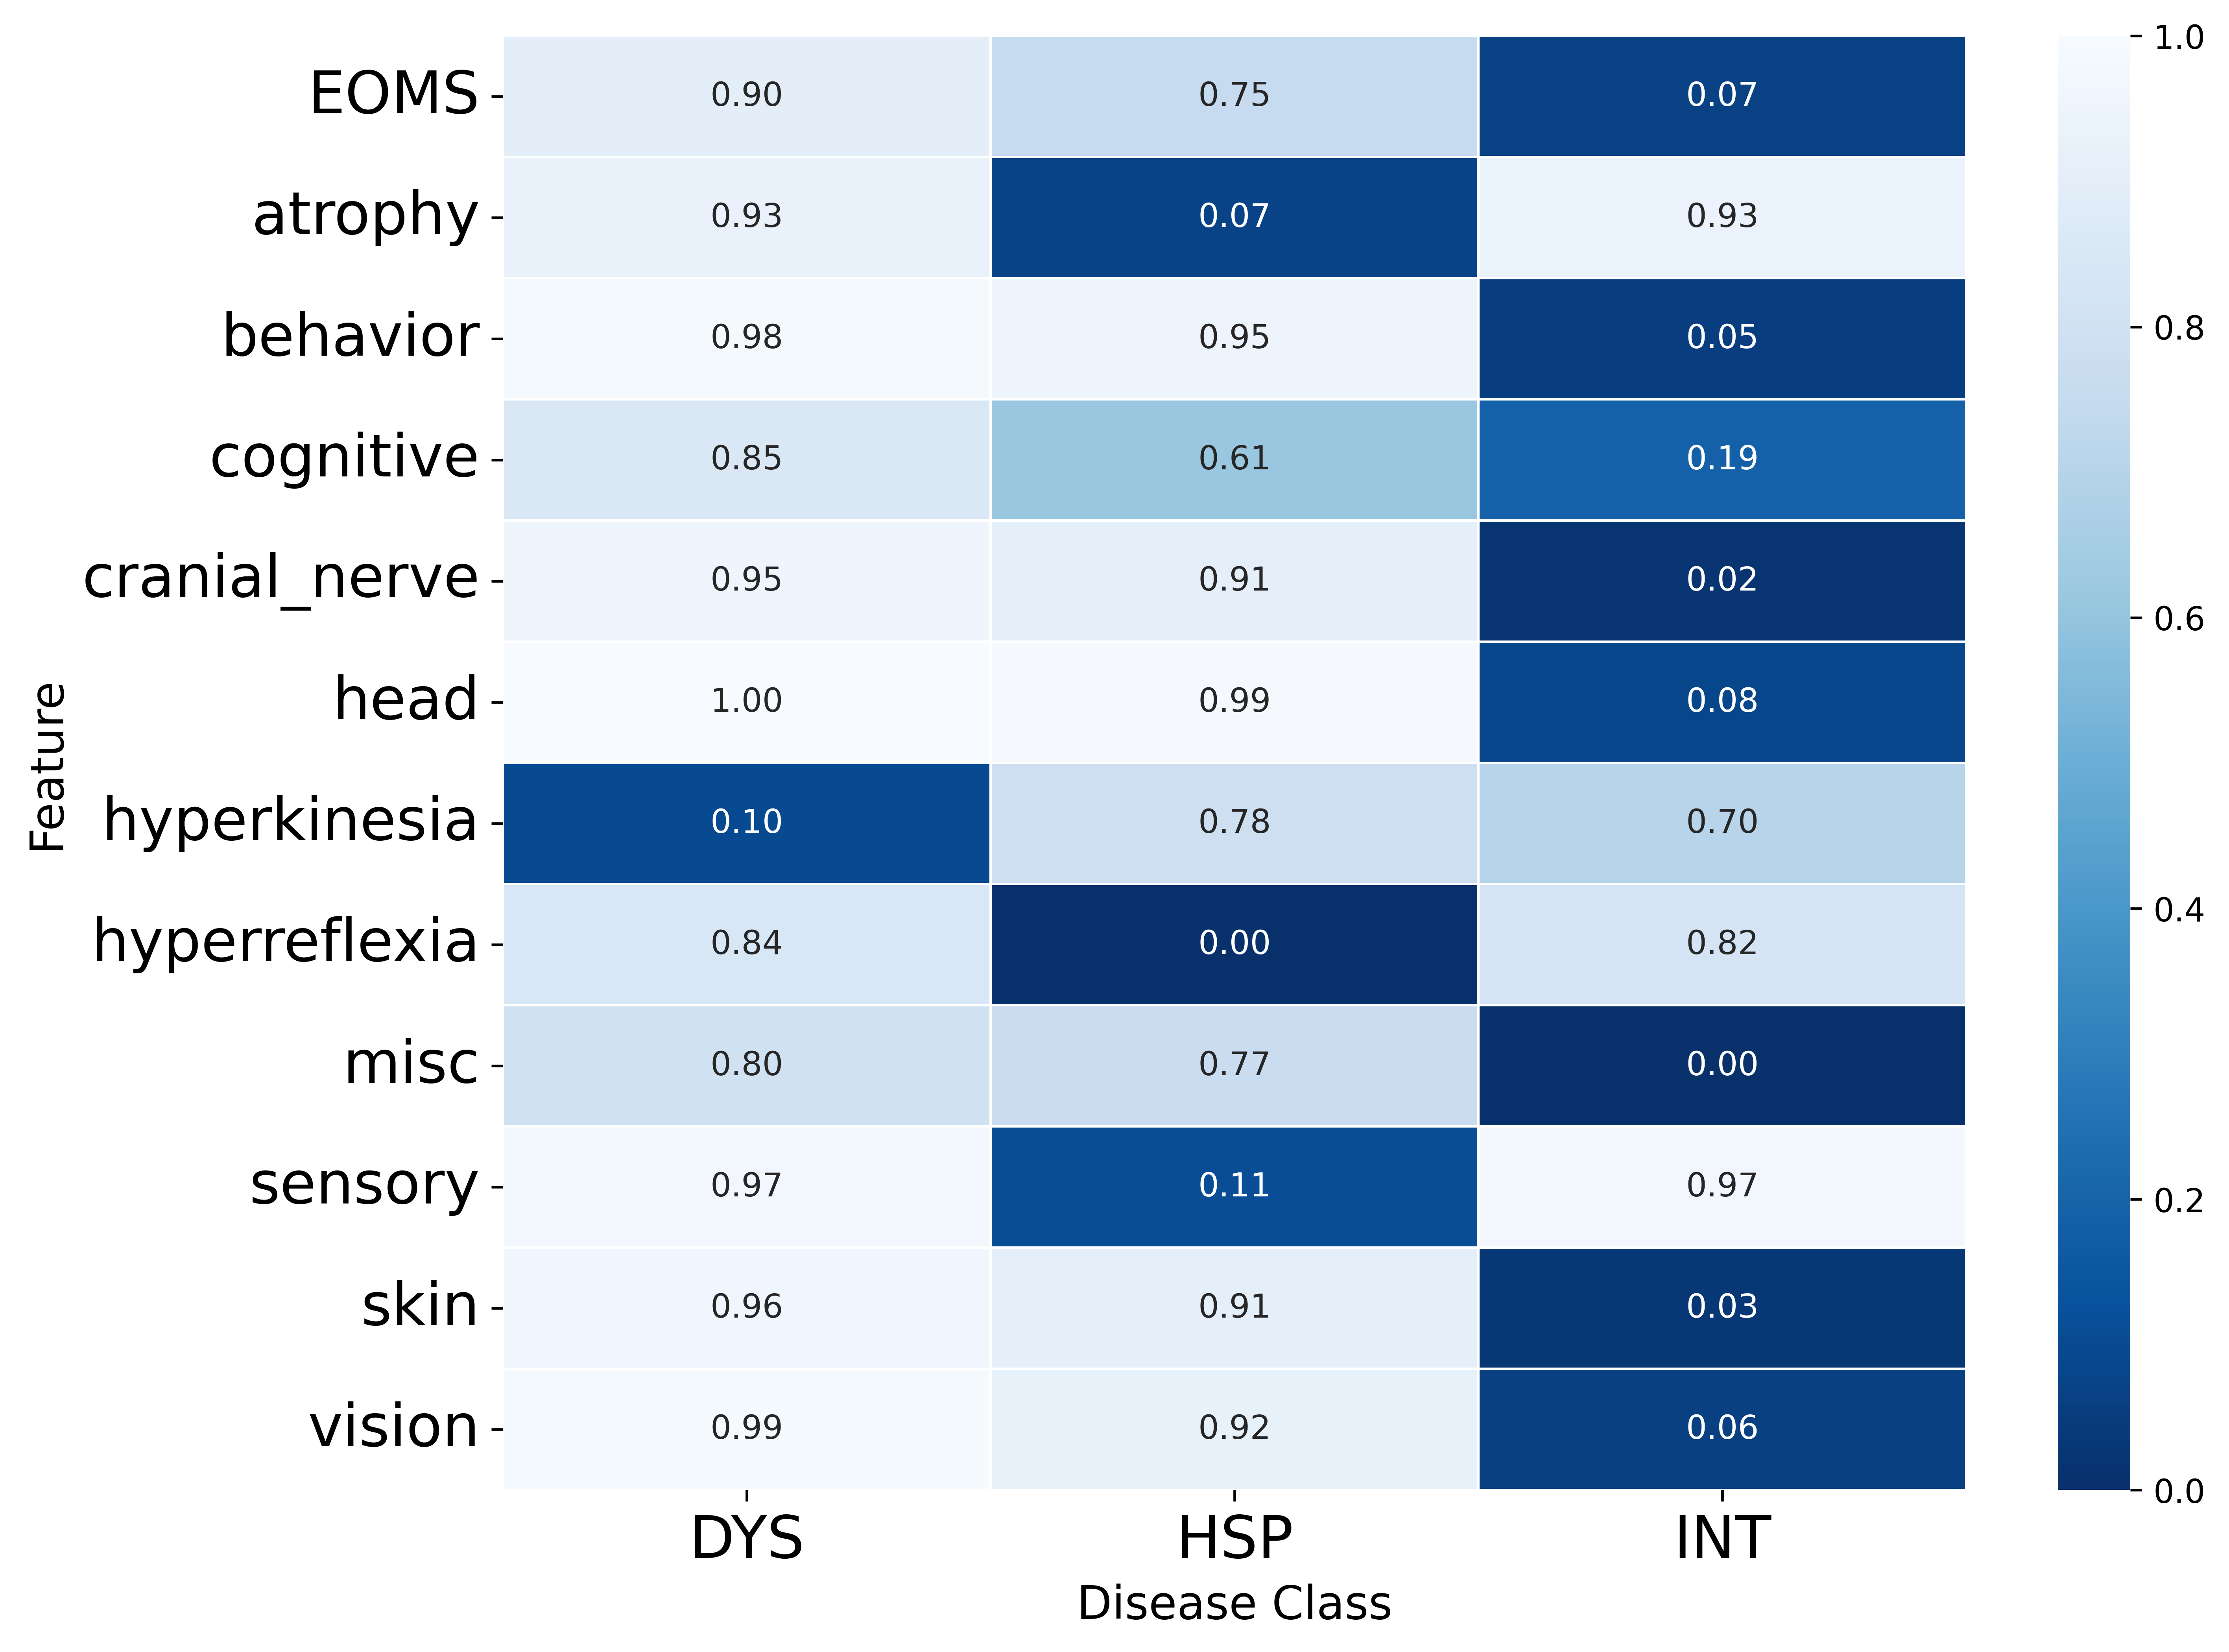 EOMS 0.90 0.75 0.07
atrophy 0.93 0.07 0.93
behavior 0.98 0.95 0.05
cognitive 0.85 0.61 0.19
cranial_nerve 0.95 0.91 0.02
head 1.00 0.99 0.08
hyperkinesia 0.10 0.78 0.70
hyperreflexia 0.84 0.00 0.82
misc 0.80 0.77 0.00
sensory 0.97 0.11 0.97
skin 0.96 0.91 0.03
vision 0.99 0.92 0.06
DYS HSP INT
Disease Class
Feature
1.0
0.8
0.6
0.4
0.2
0.0